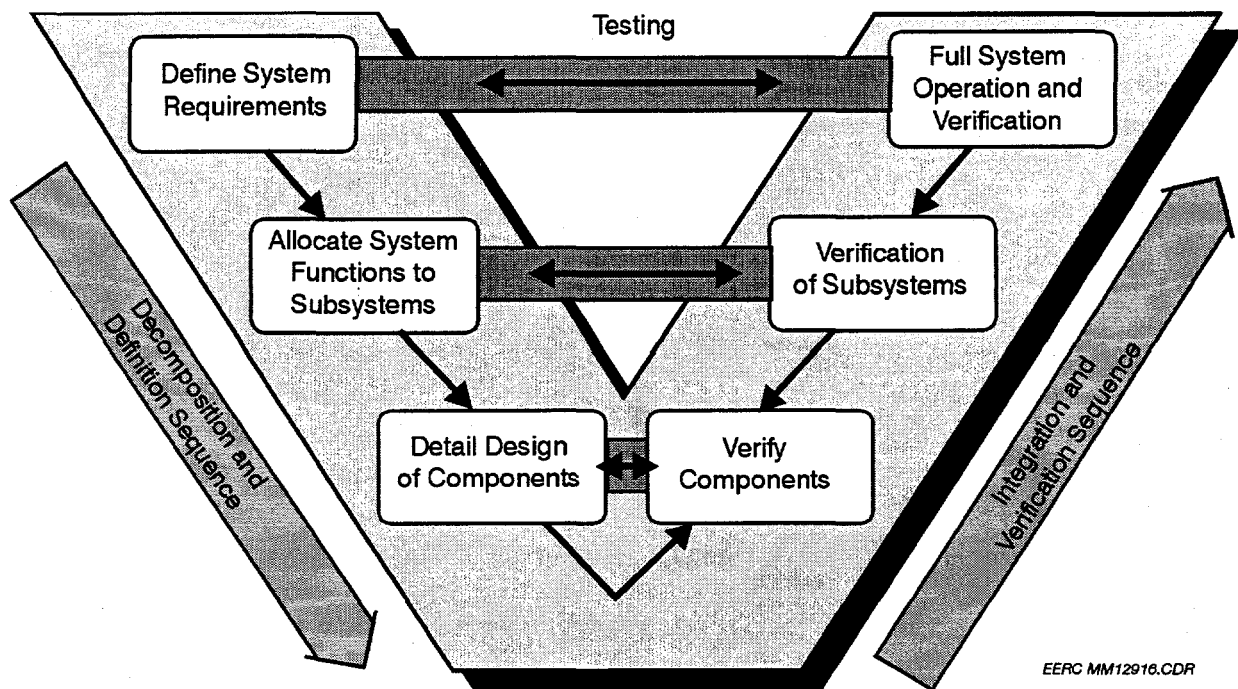 Testing
Define System
Requirements
Full System
Operation and
Verification
Allocate System
Functions to
Subsystems
Verification
of Subsystems
Detail Design
of Components
Verify
Components
Decomposition and
Definition Sequence
Integration and
Verification Sequence
EERC MM12916.CDR